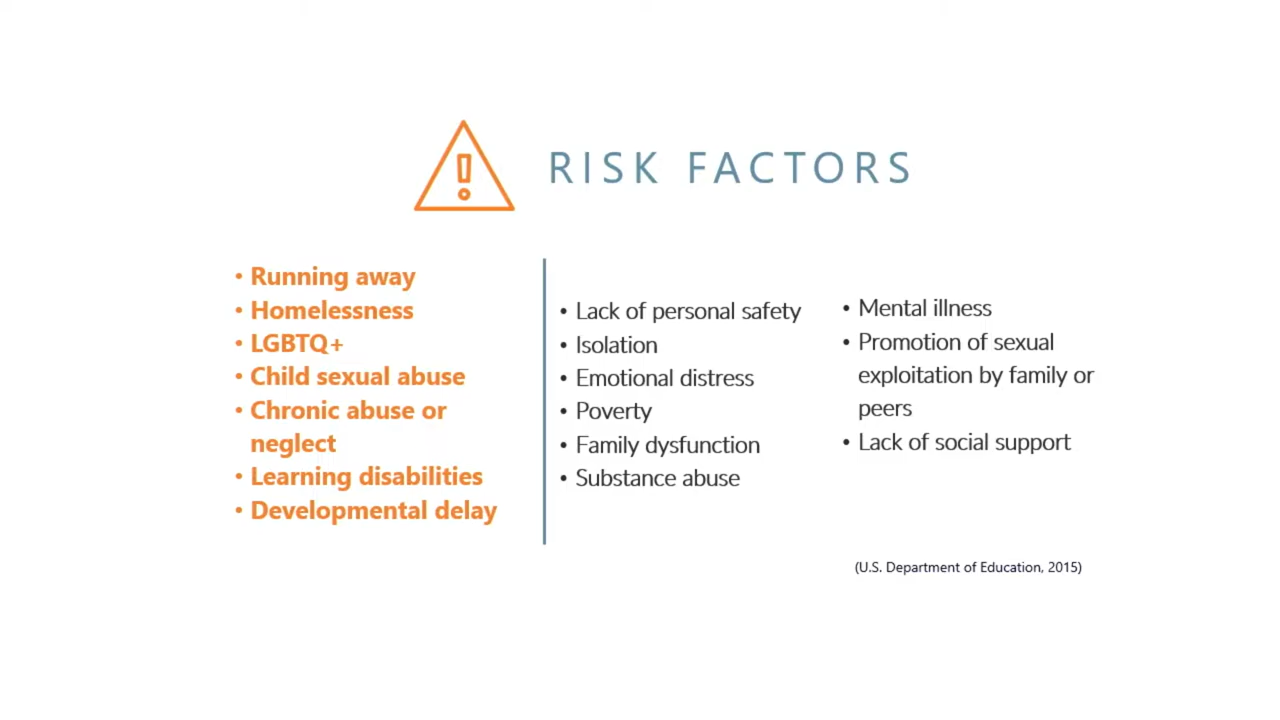 RISK FACTORS
• Running away
• Homelessness
• LGBTQ+
• Child sexual abuse
• Chronic abuse or
neglect
• Learning disabilities
• Developmental delay
• Lack of personal safety
• Isolation
• Emotional distress
• Poverty
• Family dysfunction
• Substance abuse
• Mental illness
• Promotion of sexual
exploitation by family or
peers
• Lack of social support
(U.S. Department of Education, 2015)